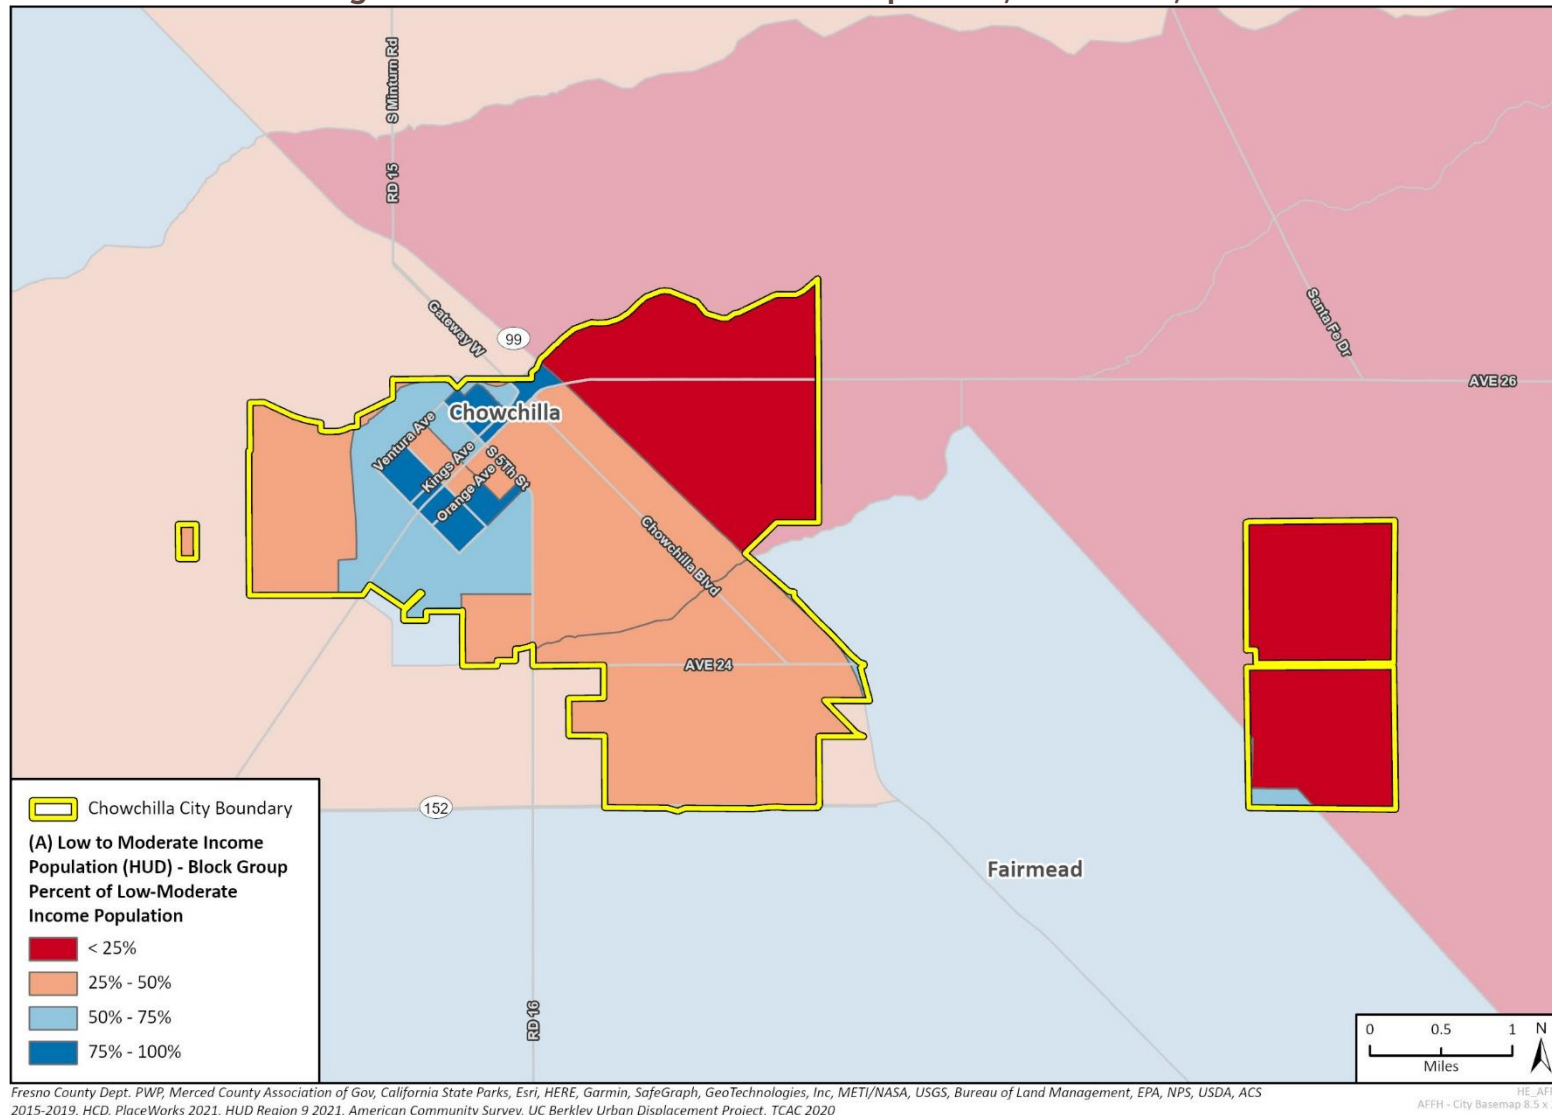 S Minturn Rd
RD 15
Gateway W
99
Santa Fe Dr
AVE 26
Chowchilla
Ventura Ave
Kings Ave
S 5Th St
Orange Ave
Chowchilla Blvd
AVE 24
152
Fairmead
RD 16
Chowchilla City Boundary
(A) Low to Moderate Income
Population (HUD) - Block Group
Percent of Low-Moderate
Income Population
< 25%
25% - 50%
50% - 75%
75% - 100%
0 0.5 1 N
Miles
Fresno County Dept. PWP, Merced County Association of Gov, California State Parks, Esri, HERE, Garmin, SafeGraph, GeoTechnologies, Inc, METI/NASA, USGS, Bureau of Land Management, EPA, NPS, USDA, ACS
2015-2019, HCD, PlaceWorks 2021, HUD Region 9 2021, American Community Survey, UC Berkley Urban Displacement Project, TCAC 2020
AFFH - City Basemap 8.5 x